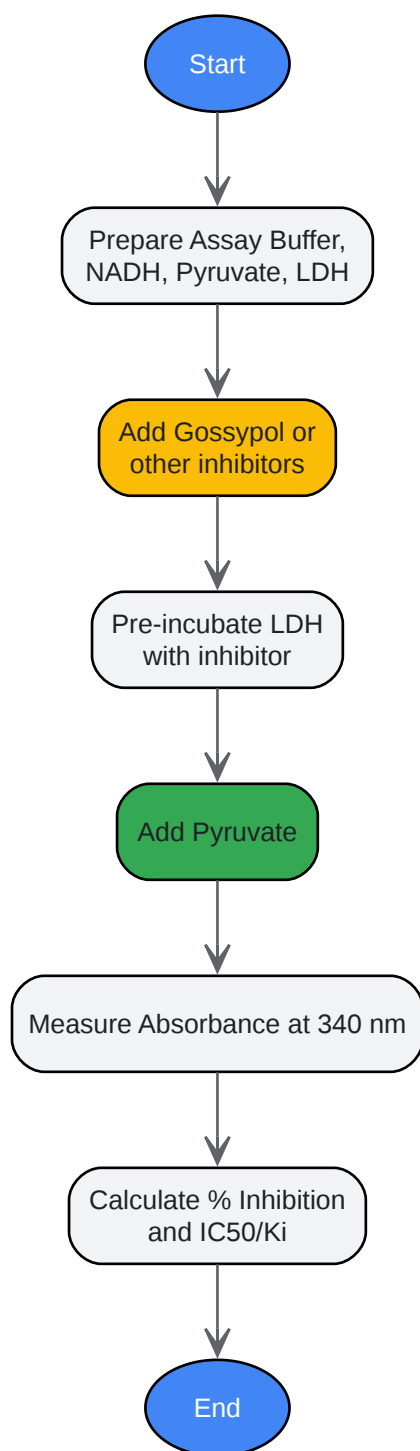 Start
Prepare Assay Buffer,
NADH, Pyruvate, LDH
Add Gossypol or
other inhibitors
Pre-incubate LDH
with inhibitor
Add Pyruvate
Measure Absorbance at 340 nm
Calculate % Inhibition
and IC50/Ki
End